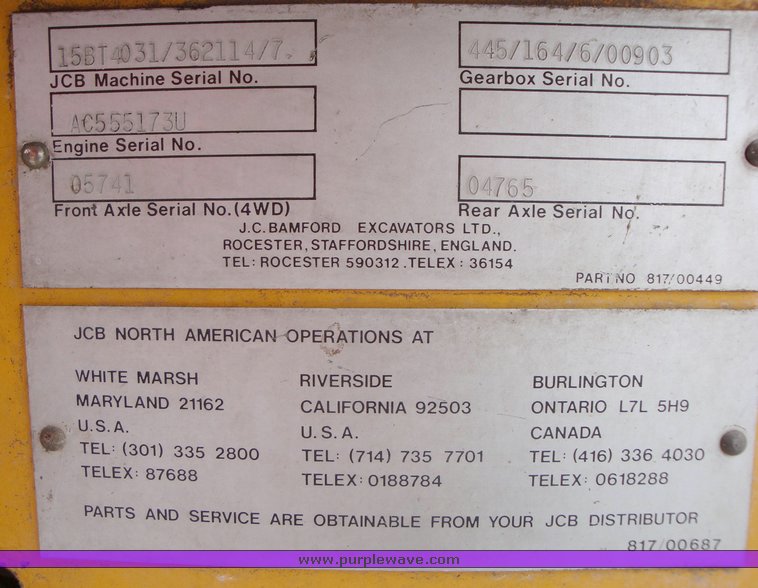 15BT4031/362114/7. 445/164/6/00903
JCB Machine Serial No. Gearbox Serial No.
AC555173U
Engine Serial No.
05741 04765
Front Axle Serial No.(4WD) Rear Axle Serial No.
J.C.BAMFORD EXCAVATORS LTD.,
ROCESTER, STAFFORDSHIRE, ENGLAND.
TEL: ROCESTER 590312. TELEX: 36154
PART NO 817/00449
JCB NORTH AMERICAN OPERATIONS AT
WHITE MARSH
MARYLAND 21162
U.S.A.
TEL: (301) 335 2800
TELEX: 87688
RIVERSIDE
CALIFORNIA 92503
U.S.A.
TEL: (714) 735 7701
TELEX: 0188784
BURLINGTON
ONTARIO L7L 5H9
CANADA
TEL: (416) 336 4030
TELEX: 0618288
PARTS AND SERVICE ARE OBTAINABLE FROM YOUR JCB DISTRIBUTOR
817/00687
www.purplewave.com